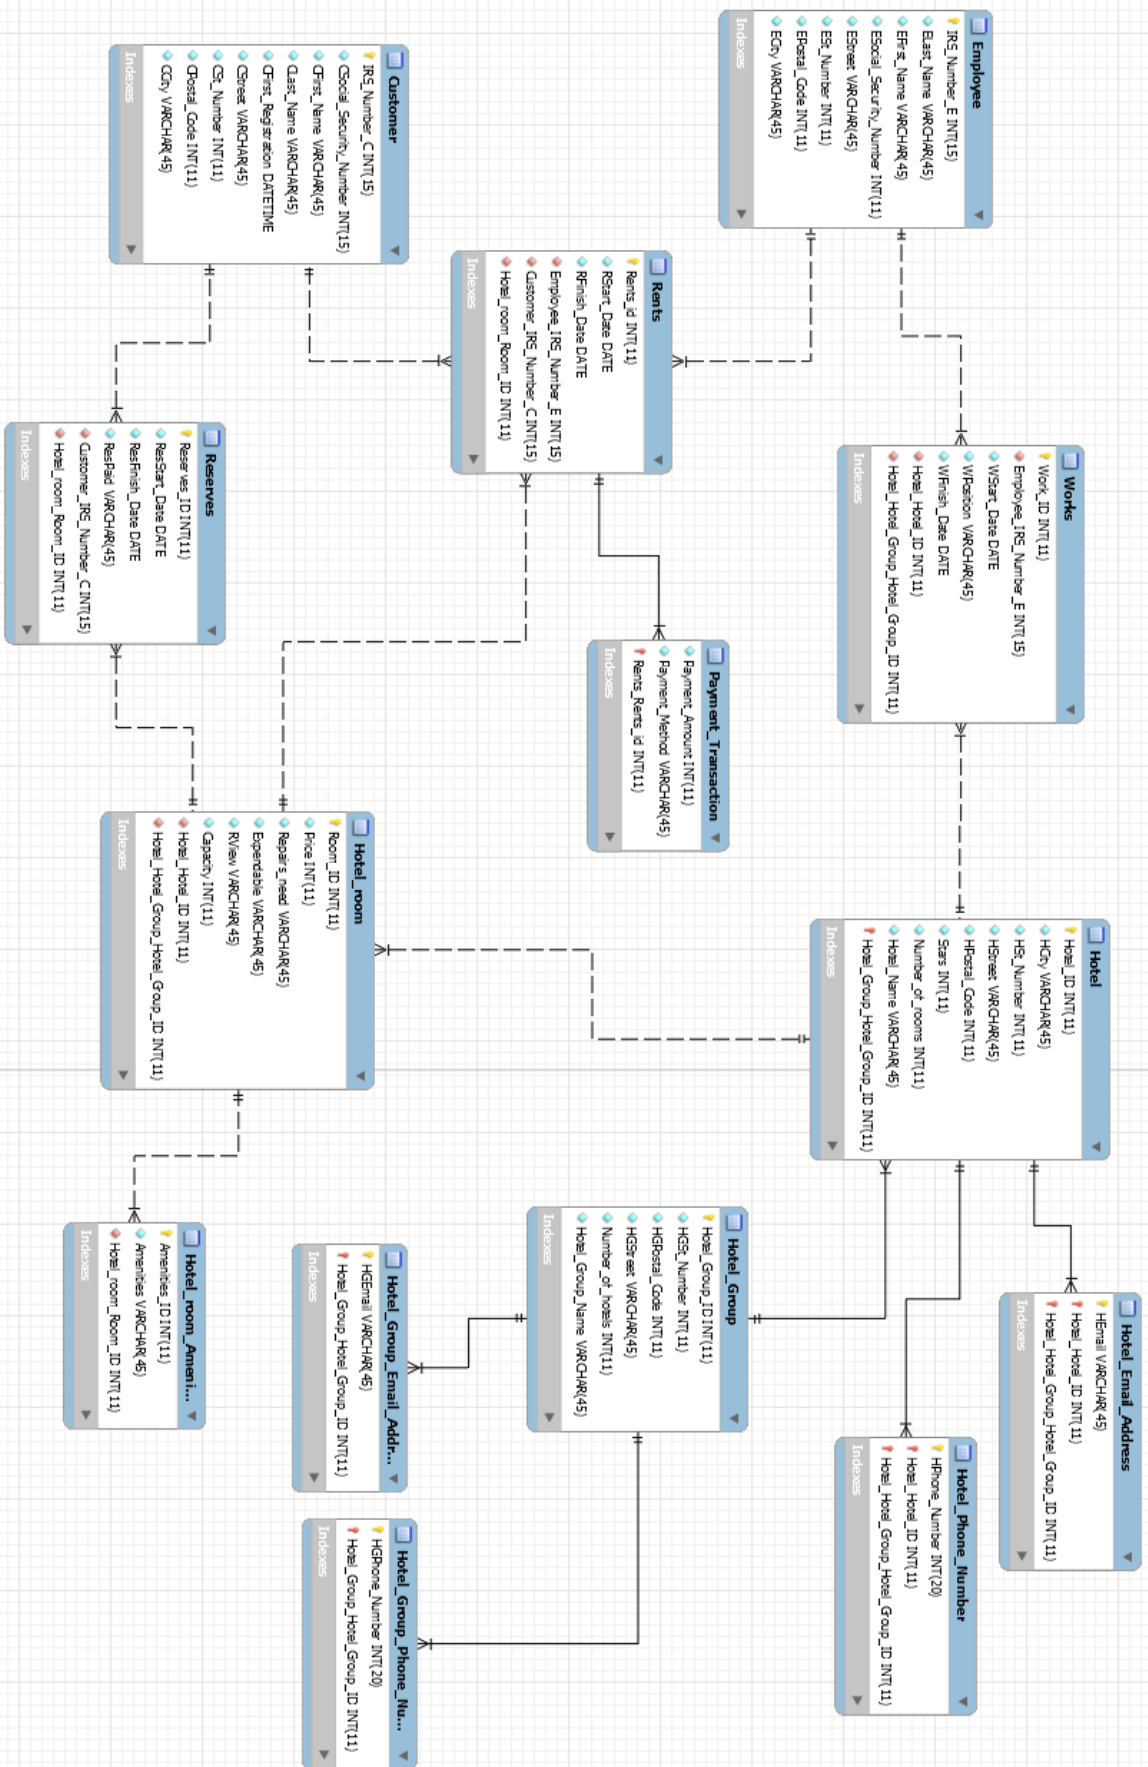 Employee
IRS_Number_E INT(15)
ELast_Name VARCHAR(45)
EFirst_Name VARCHAR(45)
ESocial_Security_Number INT(11)
EStreet VARCHAR(45)
ESt_Number INT(11)
EPostal_Code INT(11)
ECity VARCHAR(45)
Indexes
Customer
IRS_Number_C INT(15)
CSocial_Security_Number INT(15)
CFirst_Name VARCHAR(45)
CLast_Name VARCHAR(45)
CFirst_Registration DATETIME
CStreet VARCHAR(45)
CSt_Number INT(11)
CPostal_Code INT(11)
CCity VARCHAR(45)
Indexes
Rents
Rents_id INT(11)
RStart_Date DATE
RFinish_Date DATE
Employee_IRS_Number_E INT(15)
Customer_IRS_Number_C INT(15)
Hotel_room_Room_ID INT(11)
Indexes
Works
Work_ID INT(11)
Employee_IRS_Number_E INT(15)
WStart_Date DATE
WPosition VARCHAR(45)
WFinish_Date DATE
Hotel_Hotel_ID INT(11)
Hotel_Hotel_Group_Hotel_Group_ID INT(11)
Indexes
Reserves
Reserves_ID INT(11)
ResStart_Date DATE
ResFinish_Date DATE
ResPaid VARCHAR(45)
Customer_IRS_Number_C INT(15)
Hotel_room_Room_ID INT(11)
Indexes
Payment_Transaction
Payment_Amount INT(11)
Payment_Method VARCHAR(45)
Rents_Rents_id INT(11)
Indexes
Hotel_room
Room_ID INT(11)
Price INT(11)
Repairs_need VARCHAR(45)
Expendable VARCHAR(45)
RView VARCHAR(45)
Capacity INT(11)
Hotel_Hotel_ID INT(11)
Hotel_Hotel_Group_Hotel_Group_ID INT(11)
Indexes
Hotel
Hotel_ID INT(11)
HCity VARCHAR(45)
HSt_Number INT(11)
HStreet VARCHAR(45)
HPostal_Code INT(11)
Stars INT(11)
Number_of_rooms INT(11)
Hotel_Name VARCHAR(45)
Hotel_Group_Hotel_Group_ID INT(11)
Indexes
Hotel_Group
Hotel_Group_ID INT(11)
HGSt_Number INT(11)
HGPostal_Code INT(11)
HGStreet VARCHAR(45)
Number_of_hotels INT(11)
Hotel_Group_Name VARCHAR(45)
Indexes
Hotel_Email_Address
HEmail VARCHAR(45)
Hotel_Hotel_ID INT(11)
Hotel_Hotel_Group_Hotel_Group_ID INT(11)
Indexes
Hotel_Phone_Number
HPhone_Number INT(20)
Hotel_Hotel_ID INT(11)
Hotel_Hotel_Group_Hotel_Group_ID INT(11)
Indexes
Hotel_Group_Email_Addr...
HGEmail VARCHAR(45)
Hotel_Group_Hotel_Group_ID INT(11)
Indexes
Hotel_room_Ameni...
Amenities_ID INT(11)
Amenities VARCHAR(45)
Hotel_room_Room_ID INT(11)
Indexes
Hotel_Group_Phone_Nu...
HGPhone_Number INT(20)
Hotel_Group_Hotel_Group_ID INT(11)
Indexes